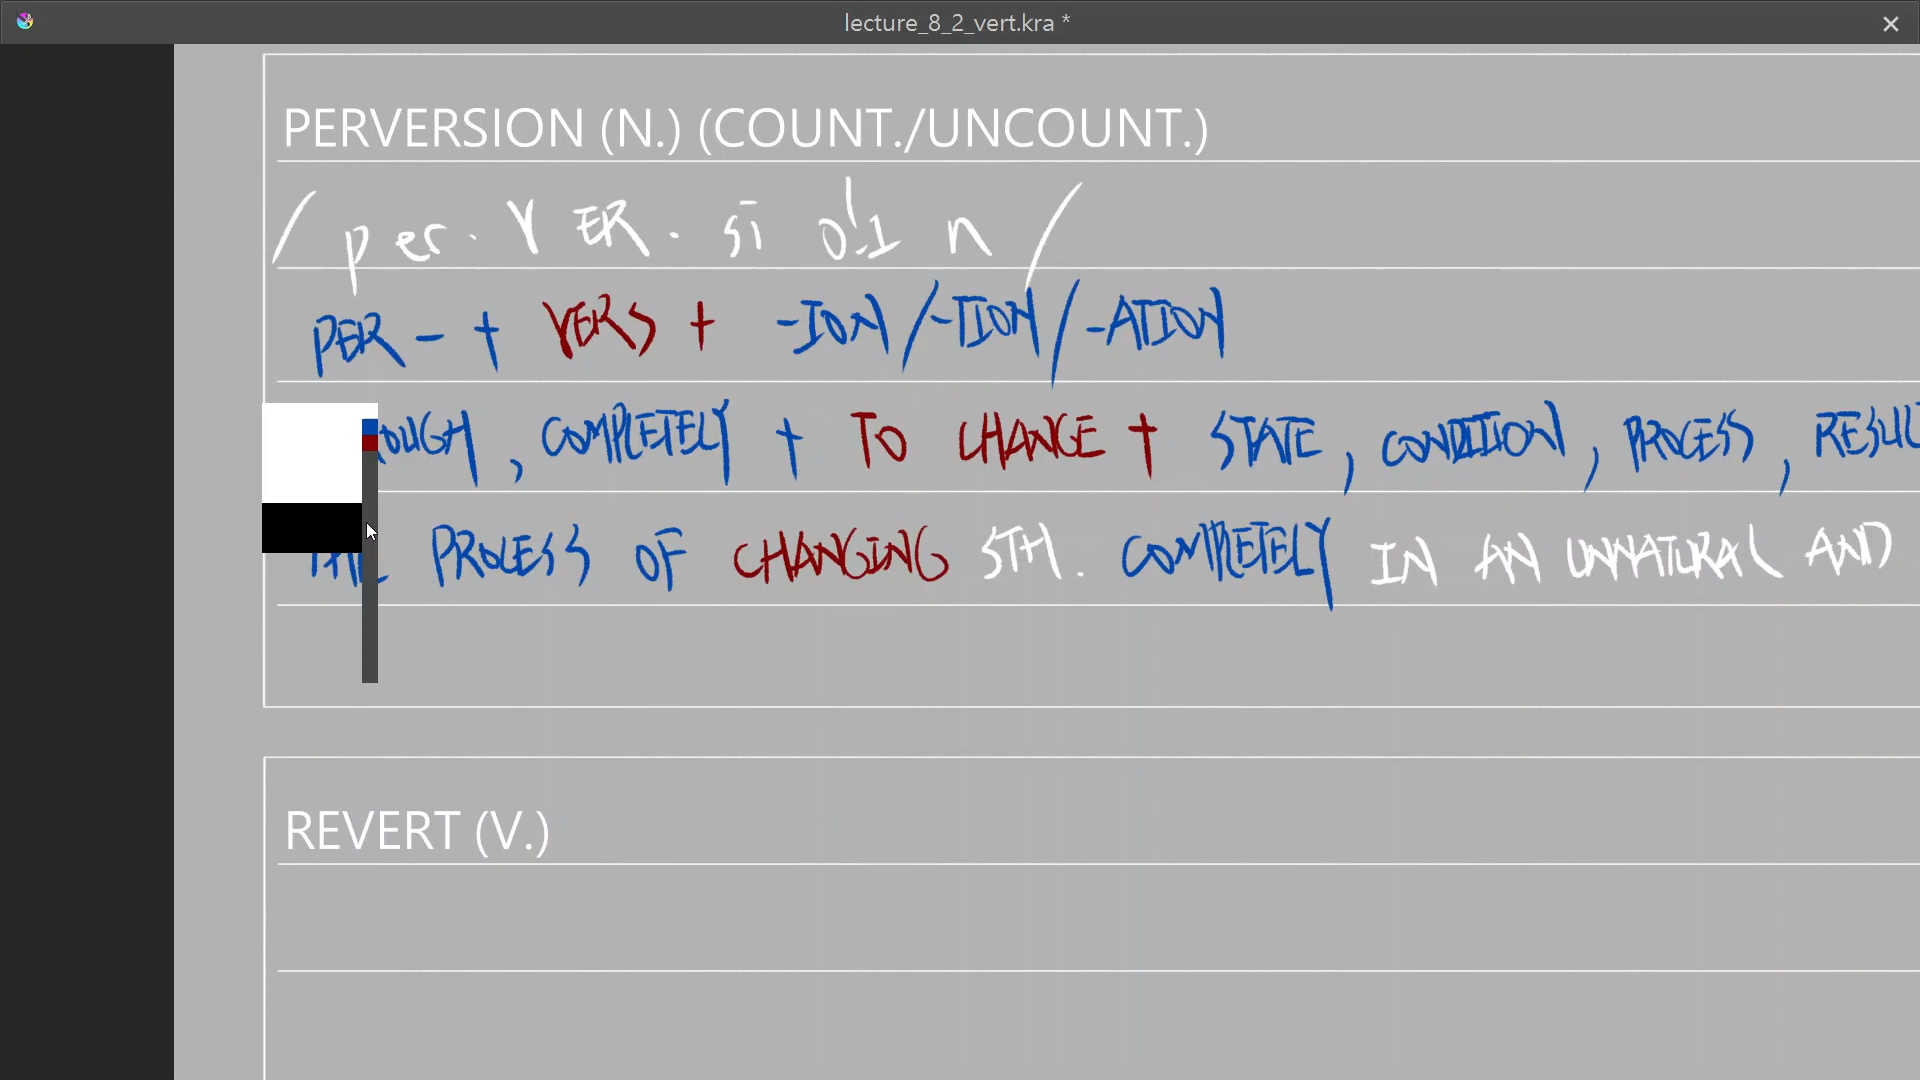 lecture_8_2_vert.kra *
PERVERSION (N.) (COUNT./UNCOUNT.)
/ per. VER. si
PER- + VERS + -ION/-TION/-ATION
OUGH, COMPLETELY + TO CHANGE + STATE, CONDITION, PROCESS, RESUL
PROCESS OF CHANGING STH. COMPLETELY IN AN UNNATURAL AND
REVERT (V.)